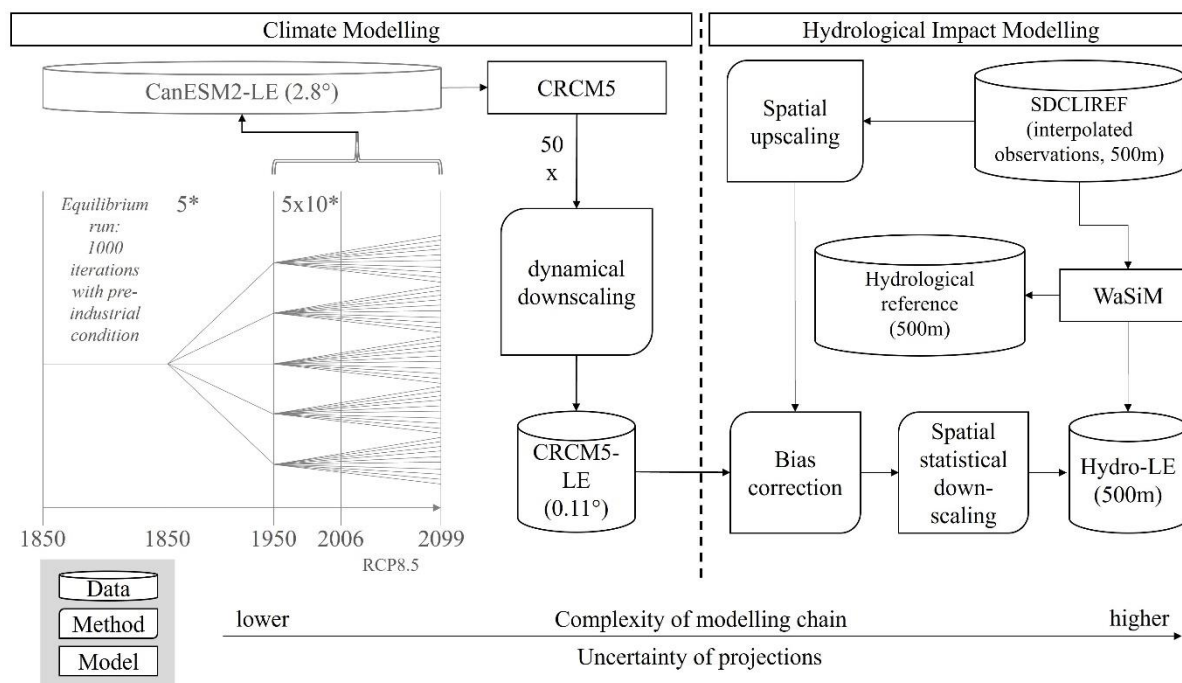 Climate Modelling
Hydrological Impact Modelling
CanESM2-LE (2.8°)
CRCM5
50
x
dynamical
downscaling
CRCM5-
LE
(0.11°)
Equilibrium
run:
1000
iterations
with pre-
industrial
condition
5*
5x10*
1850
1850
1950
2006
2099
RCP8.5
Spatial
upscaling
SDCLIREF
(interpolated
observations, 500m)
Hydrological
reference
(500m)
WaSiM
Bias
correction
Spatial
statistical
down-
scaling
Hydro-LE
(500m)
Data
Method
Model
lower
Complexity of modelling chain
higher
Uncertainty of projections